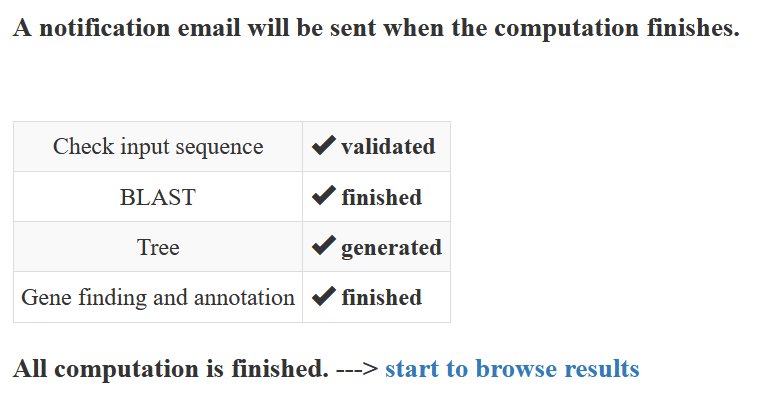 A notification email will be sent when the computation finishes.
Check input sequence ✔ validated
BLAST ✔ finished
Tree ✔ generated
Gene finding and annotation ✔ finished
All computation is finished. ---> start to browse results